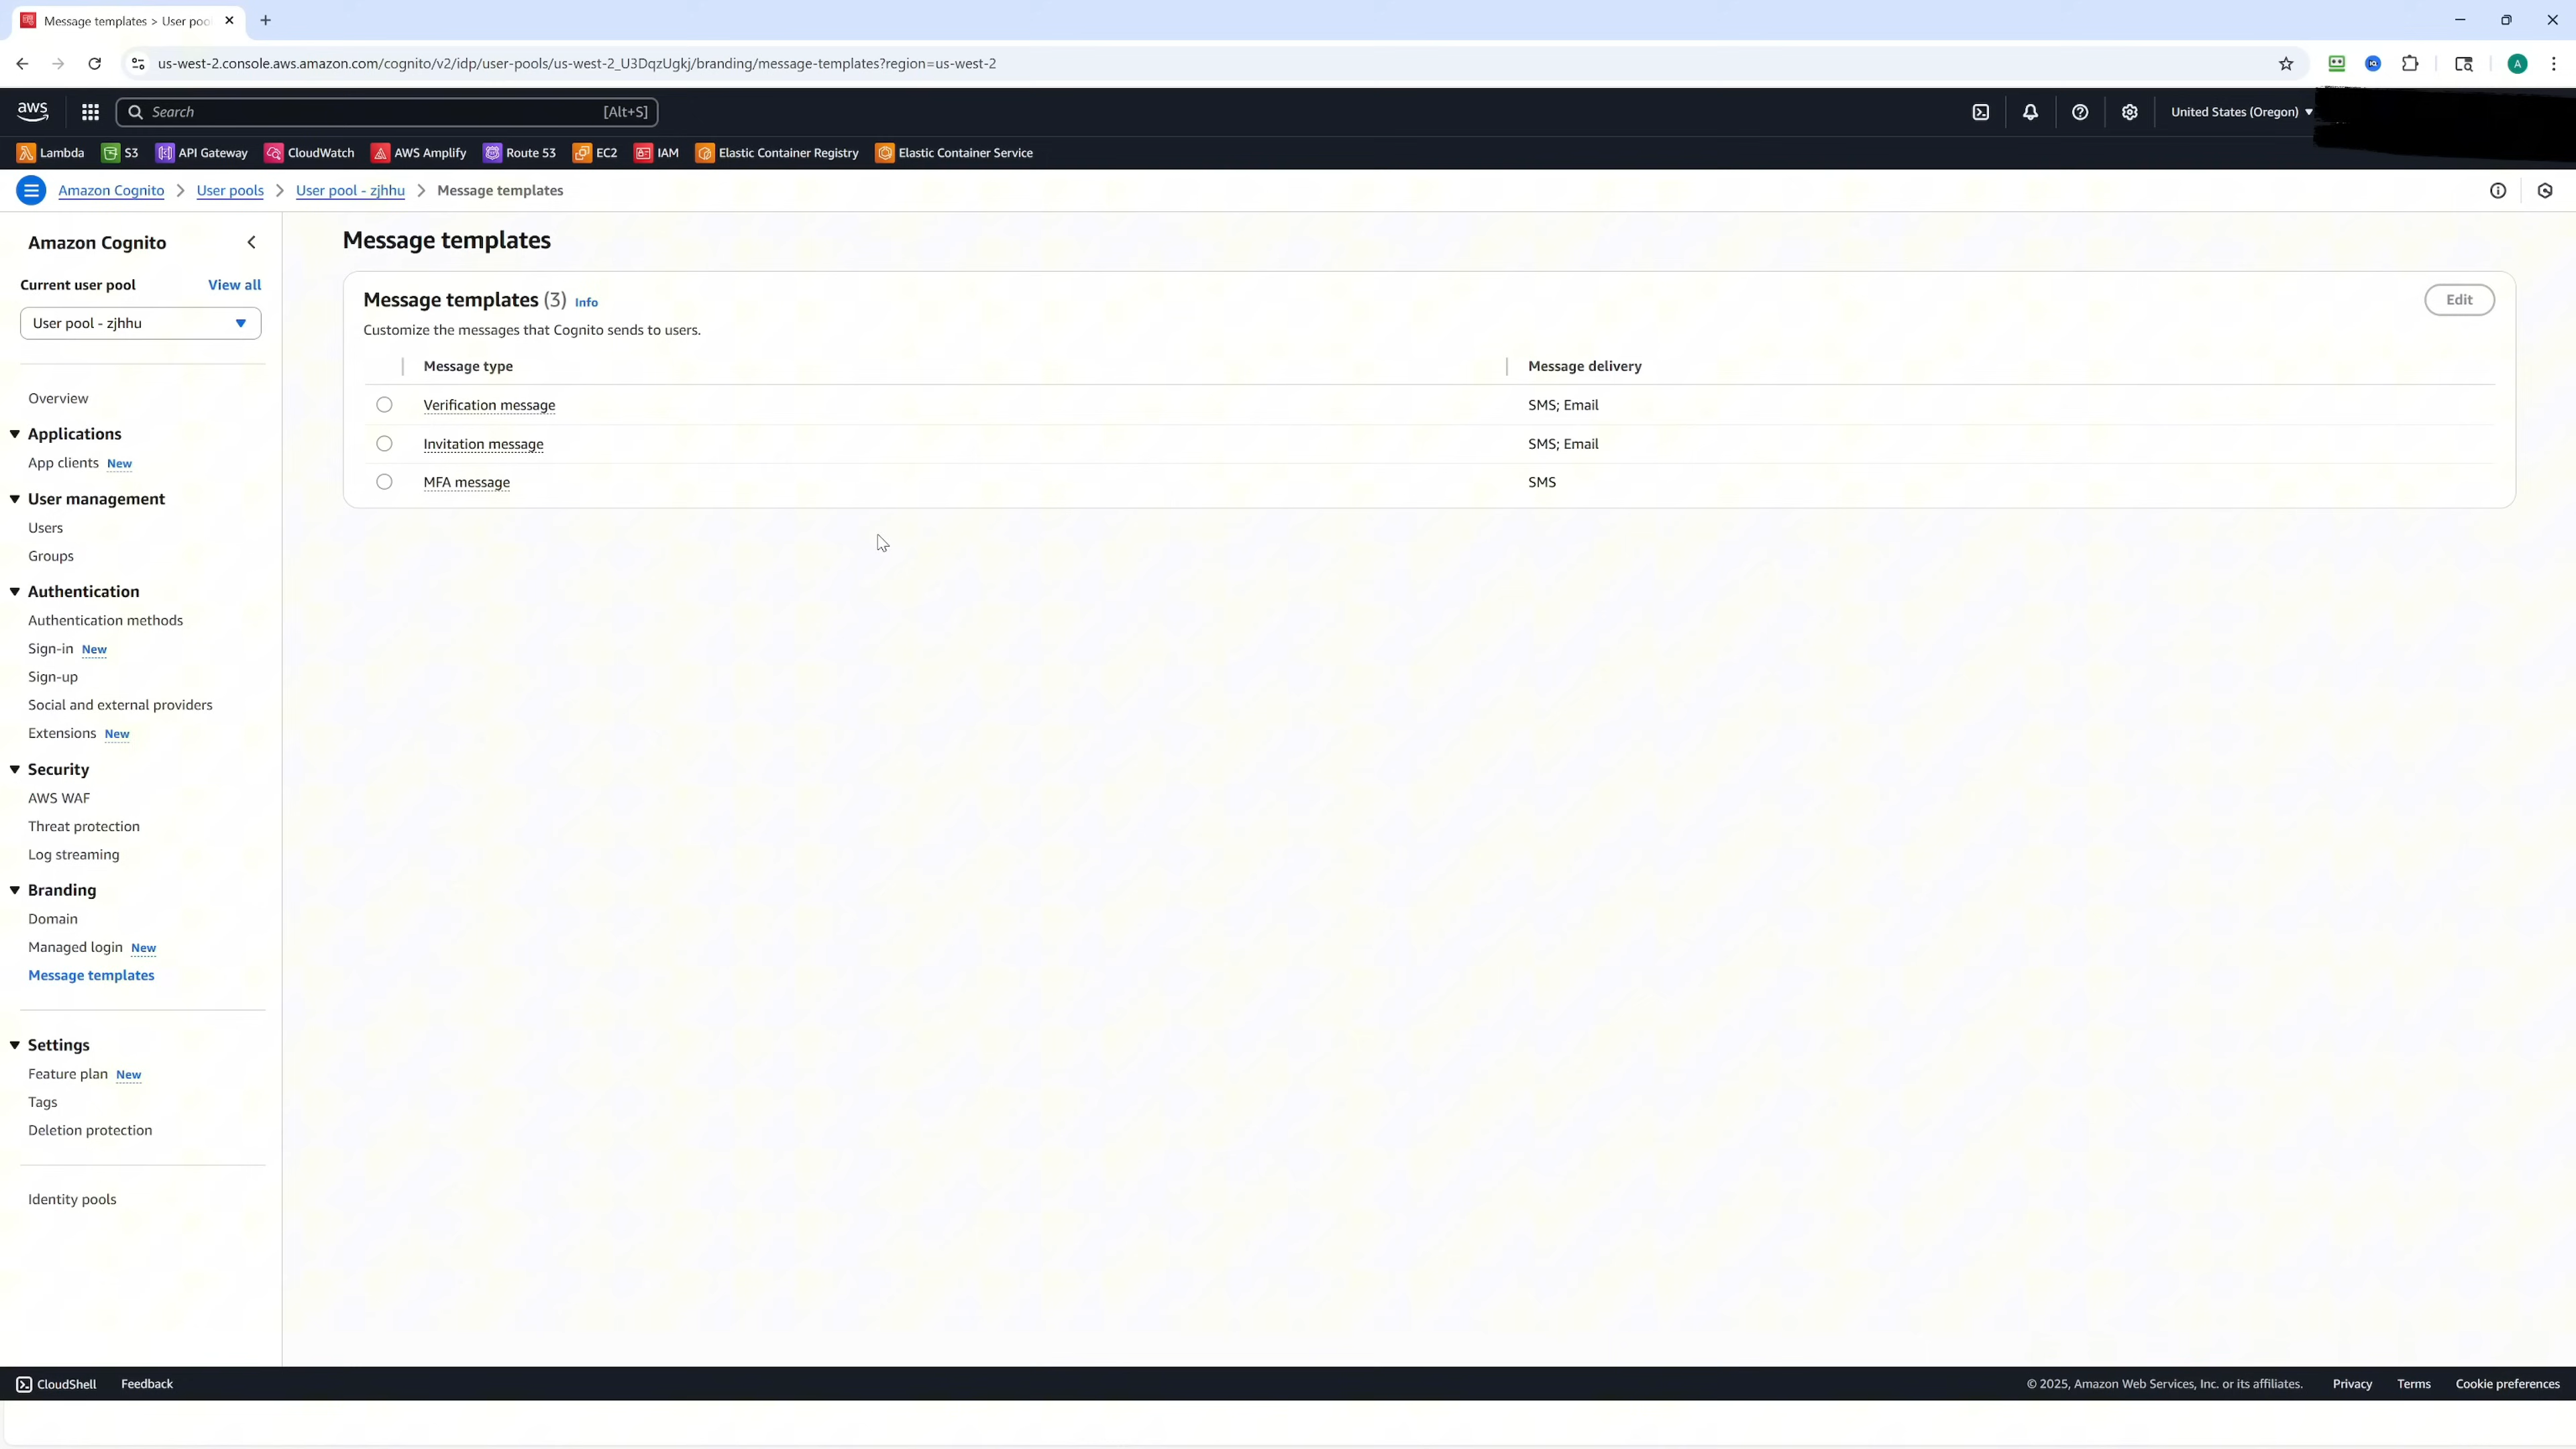 Message templates > User poo
us-west-2.console.aws.amazon.com/cognito/v2/idp/user-pools/us-west-2_U3DqzUgkj/branding/message-templates?region=us-west-2
A
aws
Search [Alt+S]
United States (Oregon)
Lambda S3 API Gateway CloudWatch AWS Amplify Route 53 EC2 IAM Elastic Container Registry Elastic Container Service
Amazon Cognito User pools User pool - zjhhu Message templates
Amazon Cognito
Current user pool View all
User pool - zjhhu
Overview
Applications
App clients New
User management
Users
Groups
Authentication
Authentication methods
Sign-in New
Sign-up
Social and external providers
Extensions New
Security
AWS WAF
Threat protection
Log streaming
Branding
Domain
Managed login New
Message templates
Settings
Feature plan New
Tags
Deletion protection
Identity pools
Message templates
Message templates (3) Info
Edit
Customize the messages that Cognito sends to users.
Message type Message delivery
Verification message SMS; Email
Invitation message SMS; Email
MFA message SMS
CloudShell Feedback
© 2025, Amazon Web Services, Inc. or its affiliates. Privacy Terms Cookie preferences